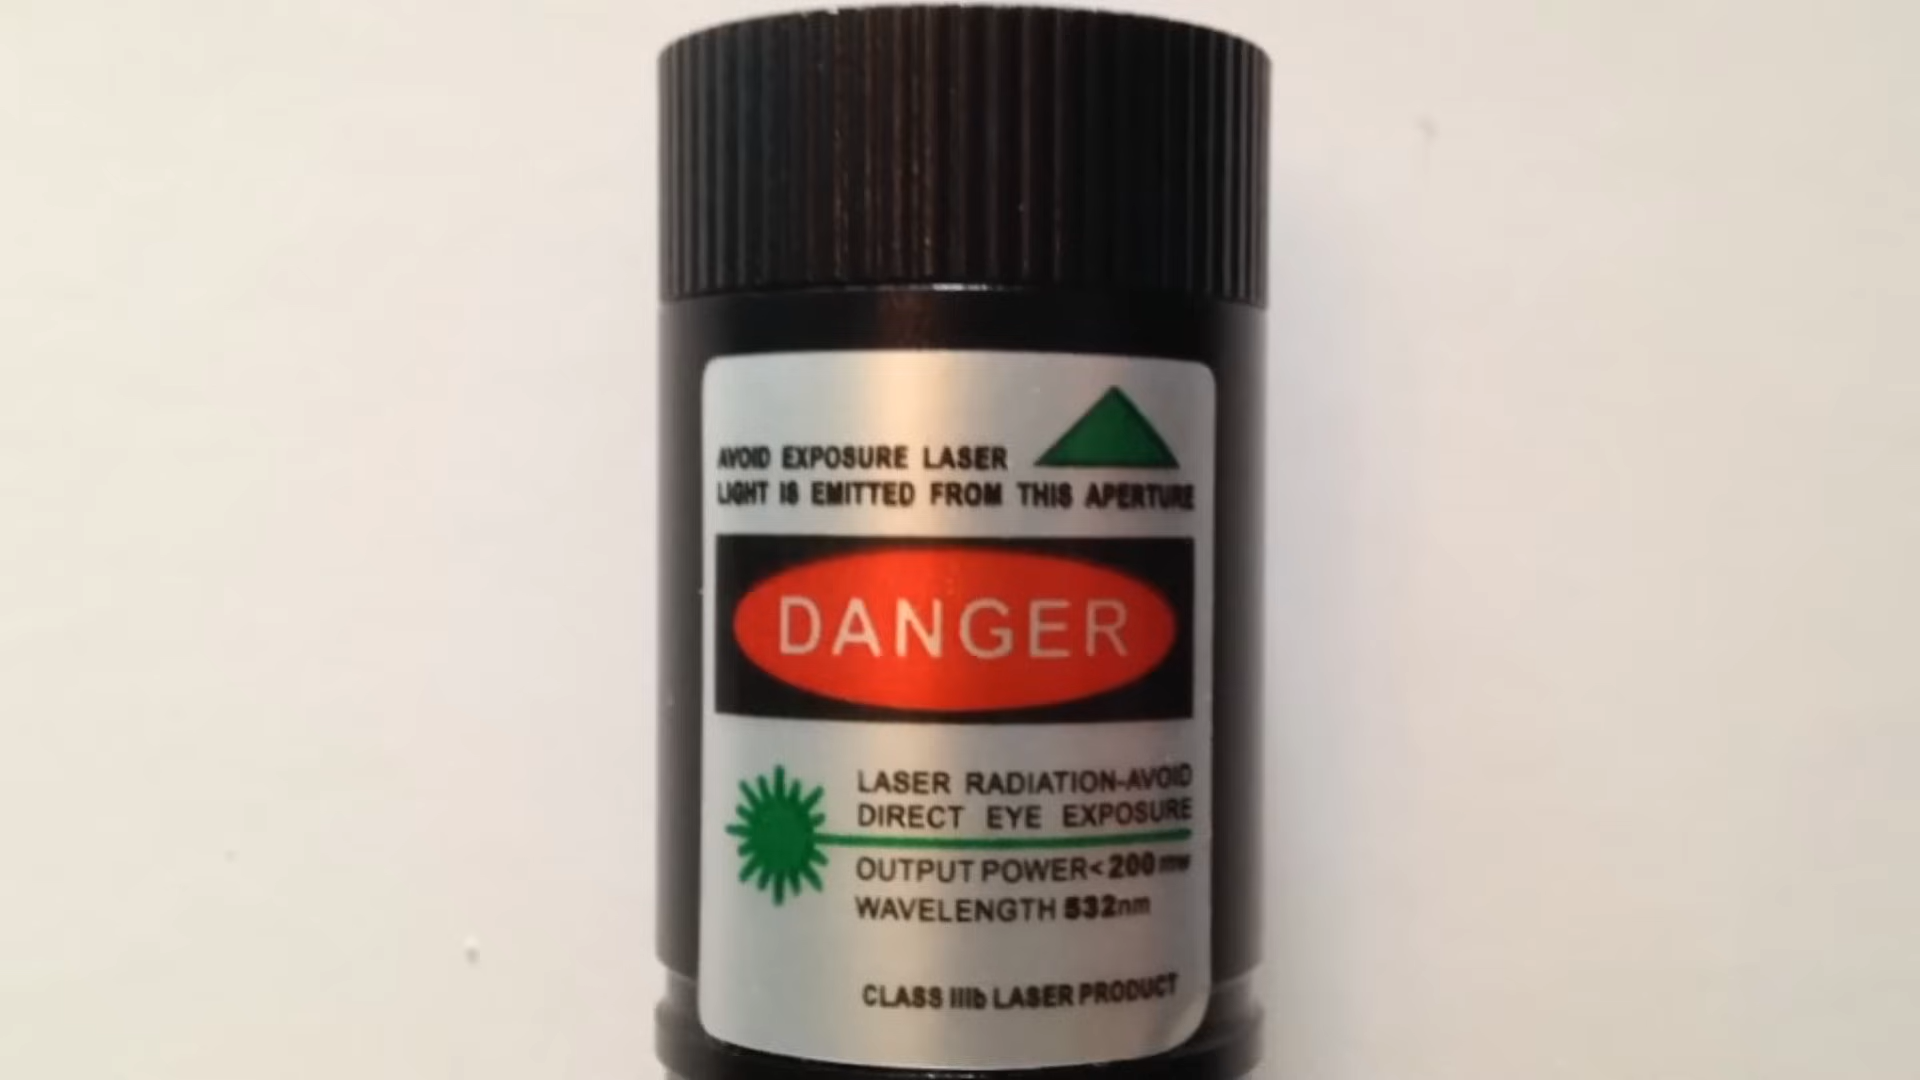 AVOID EXPOSURE LASER
LIGHT IS EMITTED FROM THIS APERTURE
DANGER
LASER RADIATION-AVOID
DIRECT EYE EXPOSURE
OUTPUT POWER<200 mw
WAVELENGTH 532nm
CLASS IIIb LASER PRODUCT